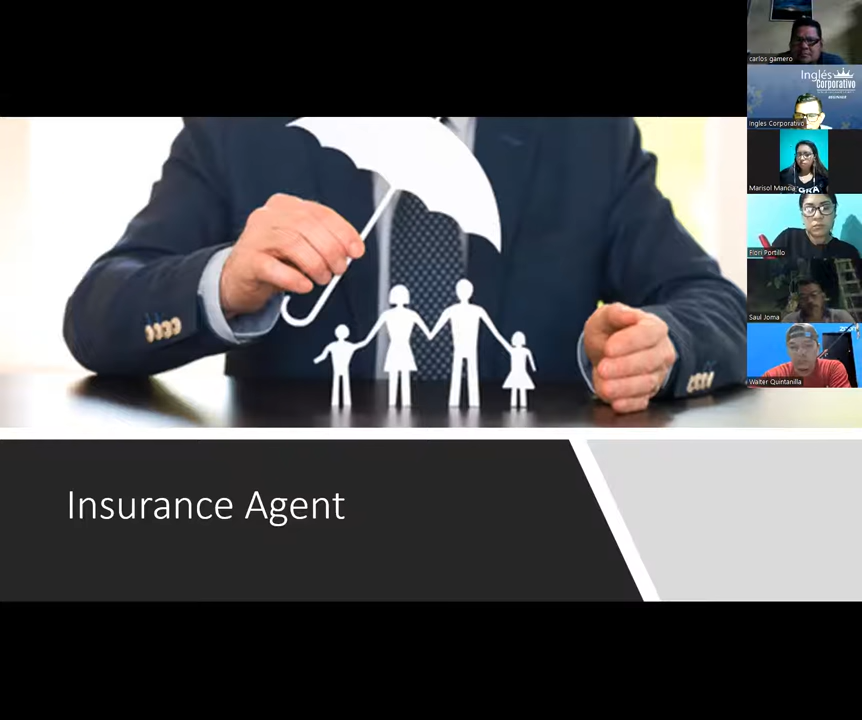 carlos gamero
Inglés
Corporativo
Ingles Corporativo
Marisol Mancia
Flori Portillo
Saul Joma
Walter Quintanilla
Insurance Agent